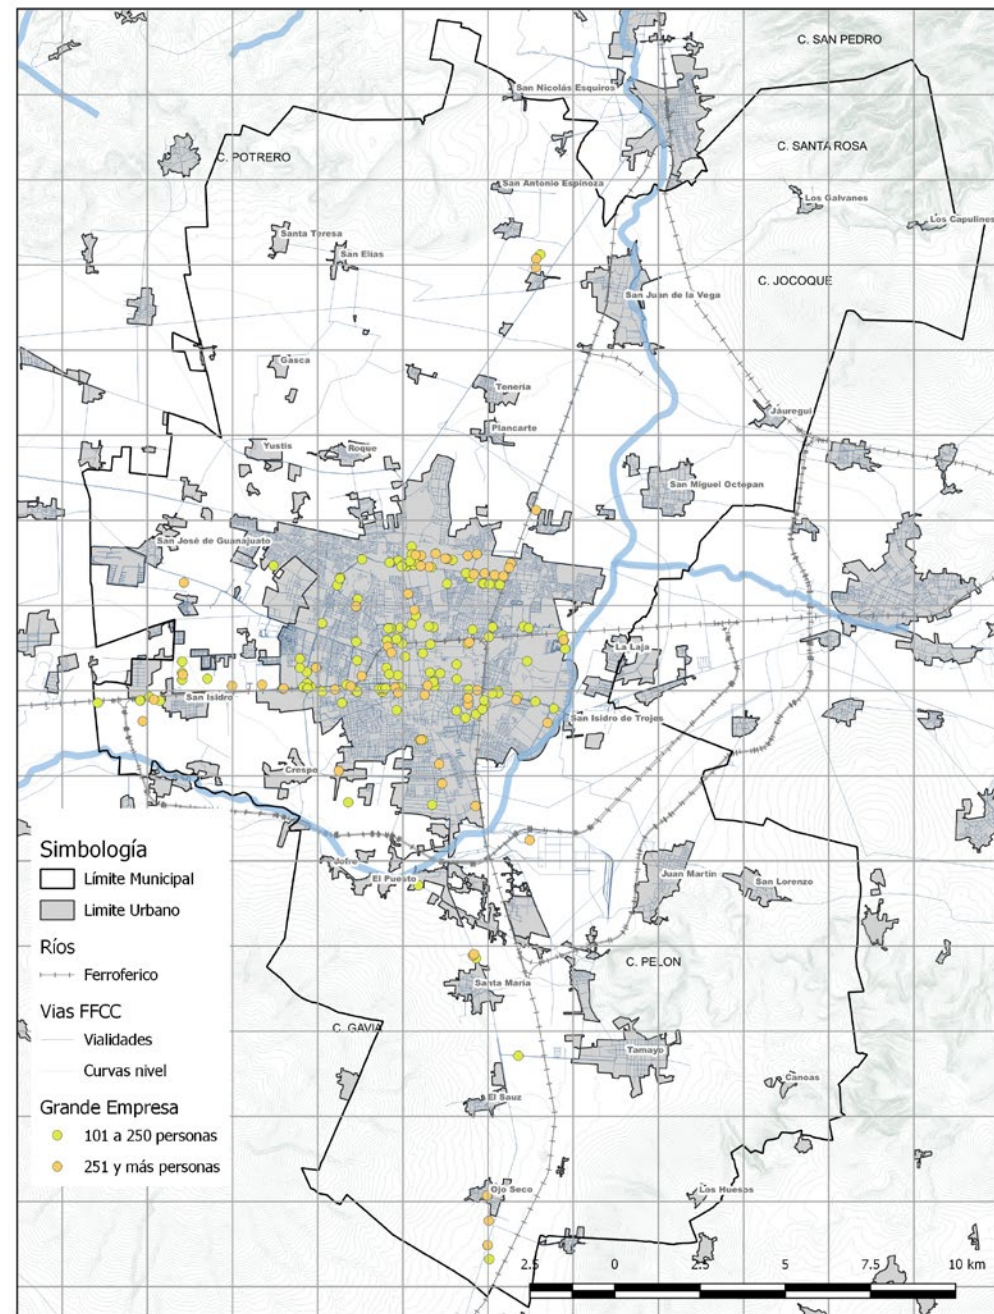 C. SAN PEDRO
San Nicolás Esquiros
C. POTRERO
C. SANTA ROSA
San Antonio Espinoza
Los Galvanes
Los Capulines
Santa Teresa
San Elías
C. JOCOQUE
San Juan de la Vega
Gasca
Tenería
Jáuregui
Plancarte
Yustis
Roque
San Miguel Octopan
San José de Guanajuato
La Laja
San Isidro
San Isidro de Trojes
Crespo
Jofre
El Puesto
Juan Martín
San Lorenzo
C. PELON
Santa María
C. GAVIA
Tamayo
Canoas
El Sauz
Ojo Seco
Los Huesos
Simbología
Límite Municipal
Limite Urbano
Ríos
Ferroferico
Vias FFCC
Vialidades
Curvas nivel
Grande Empresa
101 a 250 personas
251 y más personas
2.5 0 2.5 5 7.5 10 km